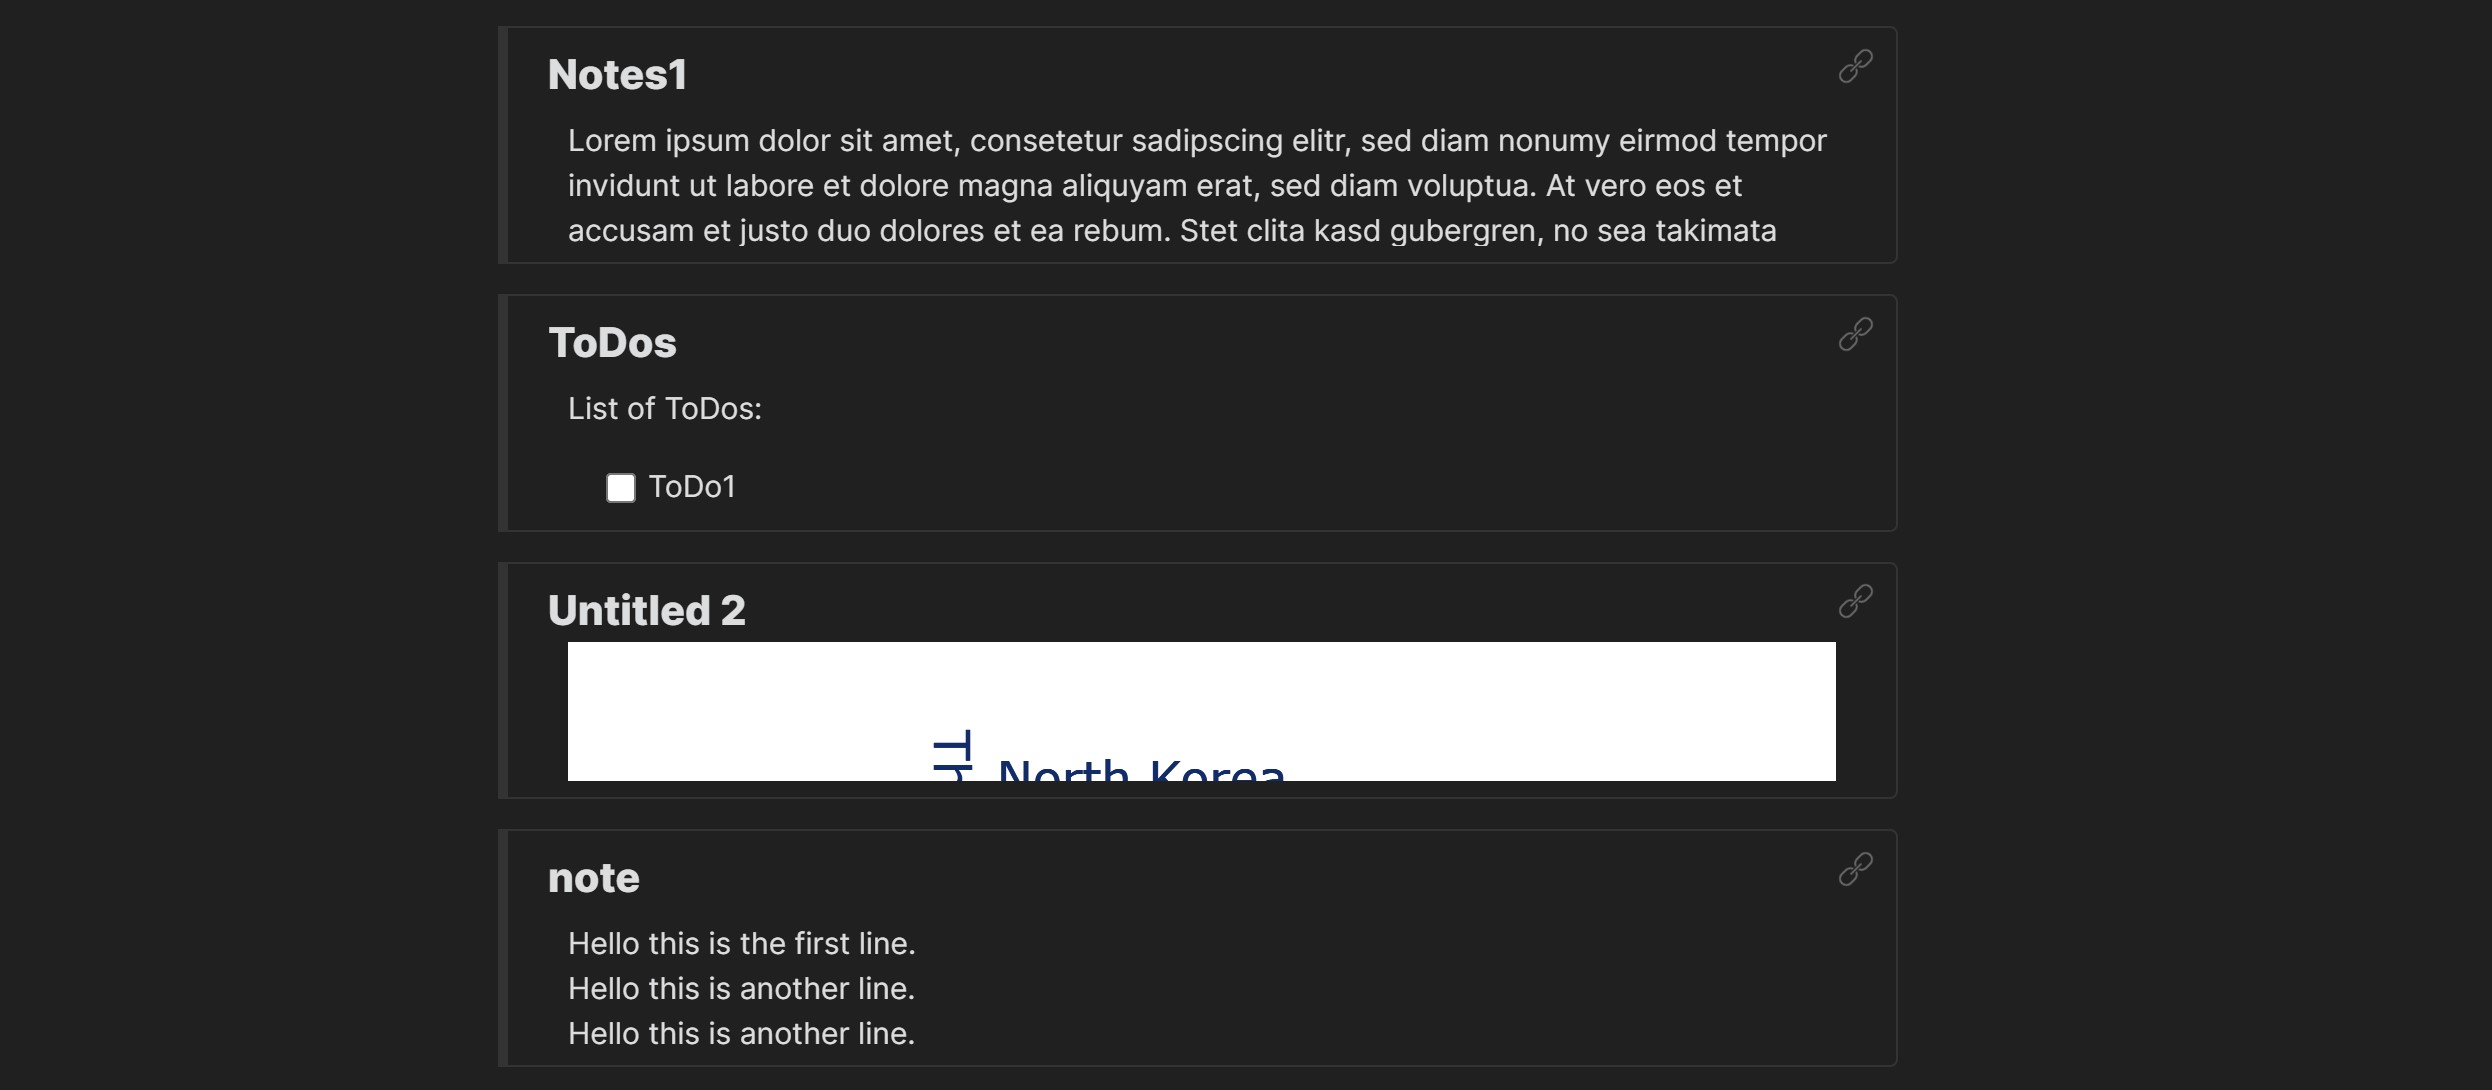 Notes1
Lorem ipsum dolor sit amet, consetetur sadipscing elitr, sed diam nonumy eirmod tempor
invidunt ut labore et dolore magna aliquyam erat, sed diam voluptua. At vero eos et
accusam et justo duo dolores et ea rebum. Stet clita kasd gubergren, no sea takimata
ToDos
List of ToDos:
ToDo1
Untitled 2
North Korea
note
Hello this is the first line.
Hello this is another line.
Hello this is another line.